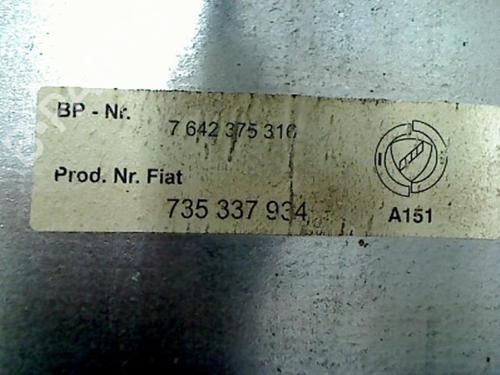 BP - Nr. 7 642 375 310
Prod. Nr. Fiat 735 337 934
A151